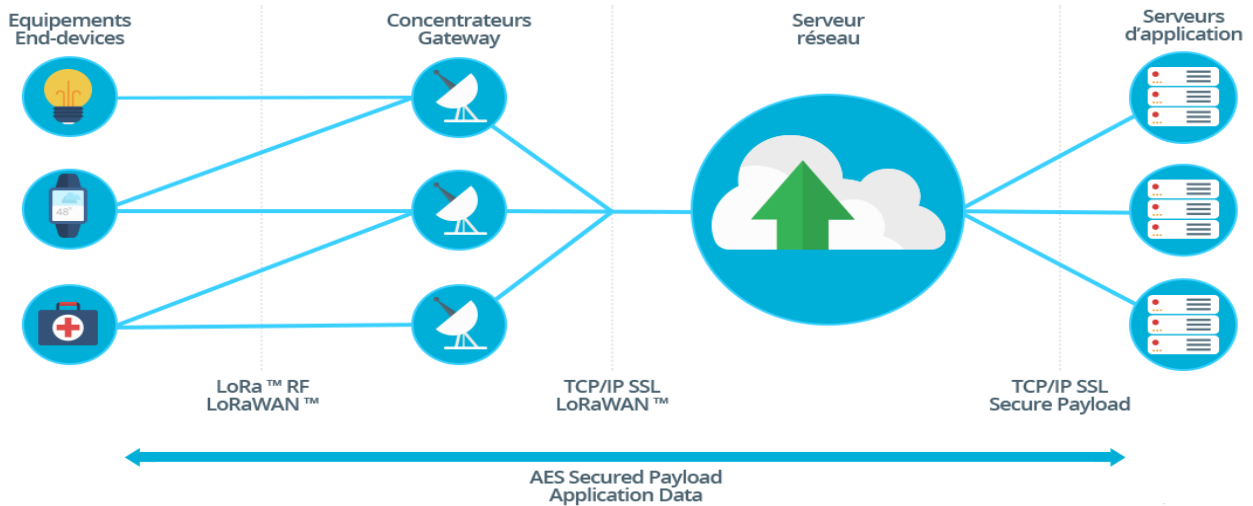 Equipements
End-devices
Concentrateurs
Gateway
Serveur
réseau
Serveurs
d'application
48°
LoRa ™ RF
LoRaWAN ™
TCP/IP SSL
LoRaWAN ™
TCP/IP SSL
Secure Payload
AES Secured Payload
Application Data